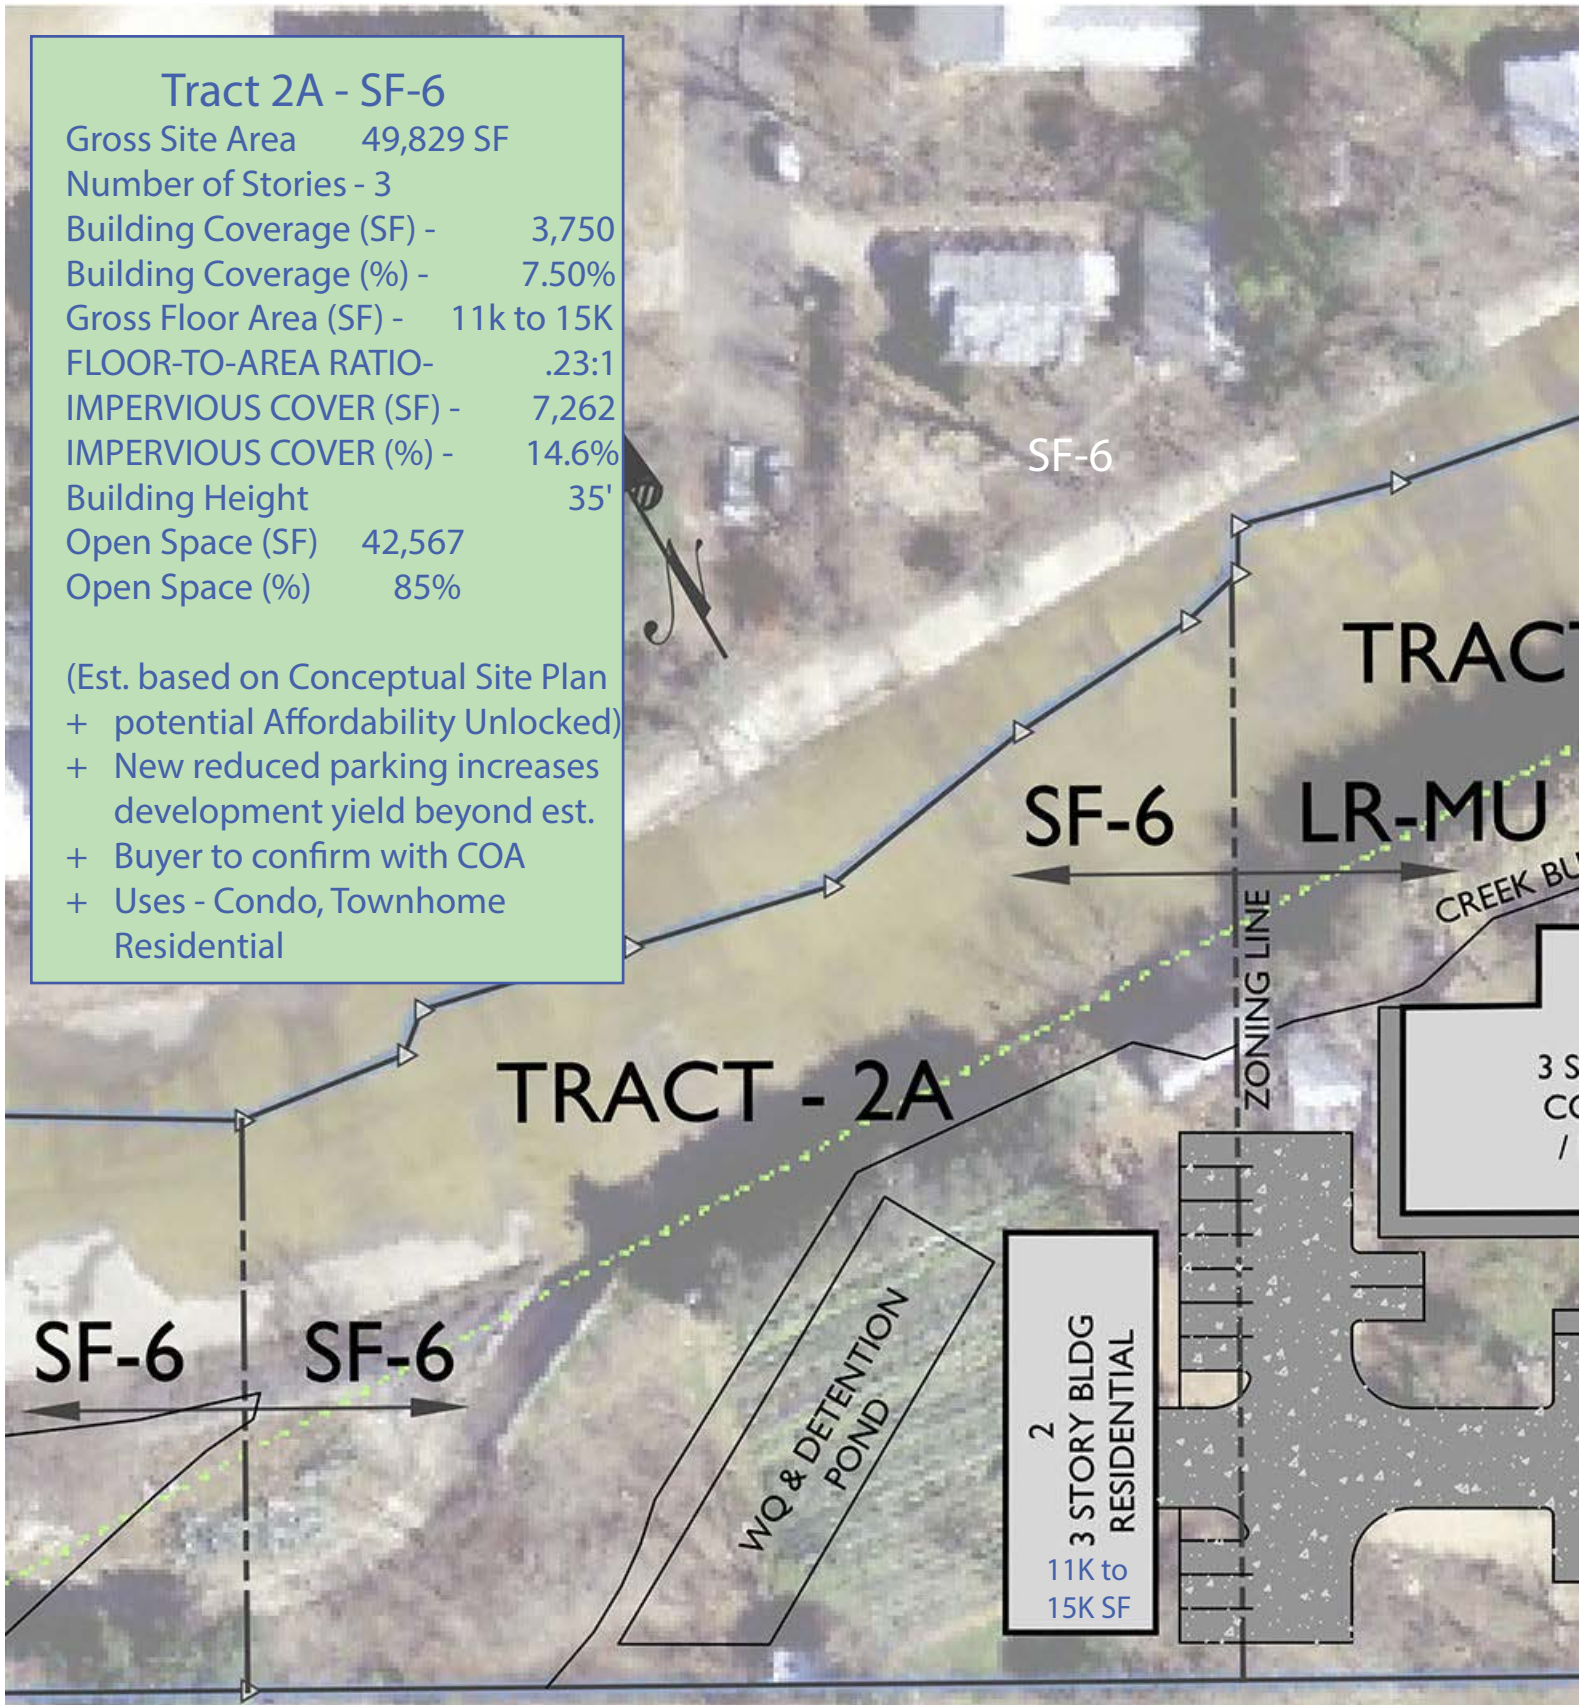 Tract 2A - SF-6
Gross Site Area 49,829 SF
Number of Stories - 3
Building Coverage (SF) - 3,750
Building Coverage (%) - 7.50%
Gross Floor Area (SF) - 11k to 15K
FLOOR-TO-AREA RATIO- .23:1
IMPERVIOUS COVER (SF) - 7,262
IMPERVIOUS COVER (%) - 14.6%
Building Height 35'
Open Space (SF) 42,567
Open Space (%) 85%
(Est. based on Conceptual Site Plan
+ potential Affordability Unlocked)
+ New reduced parking increases
development yield beyond est.
+ Buyer to confirm with COA
+ Uses - Condo, Townhome
Residential
SF-6
N
TRACT
SF-6
LR-MU
CREEK BU
ZONING LINE
TRACT - 2A
3 S
CO
/
SF-6
SF-6
WQ & DETENTION
POND
2
3 STORY BLDG
RESIDENTIAL
11K to
15K SF